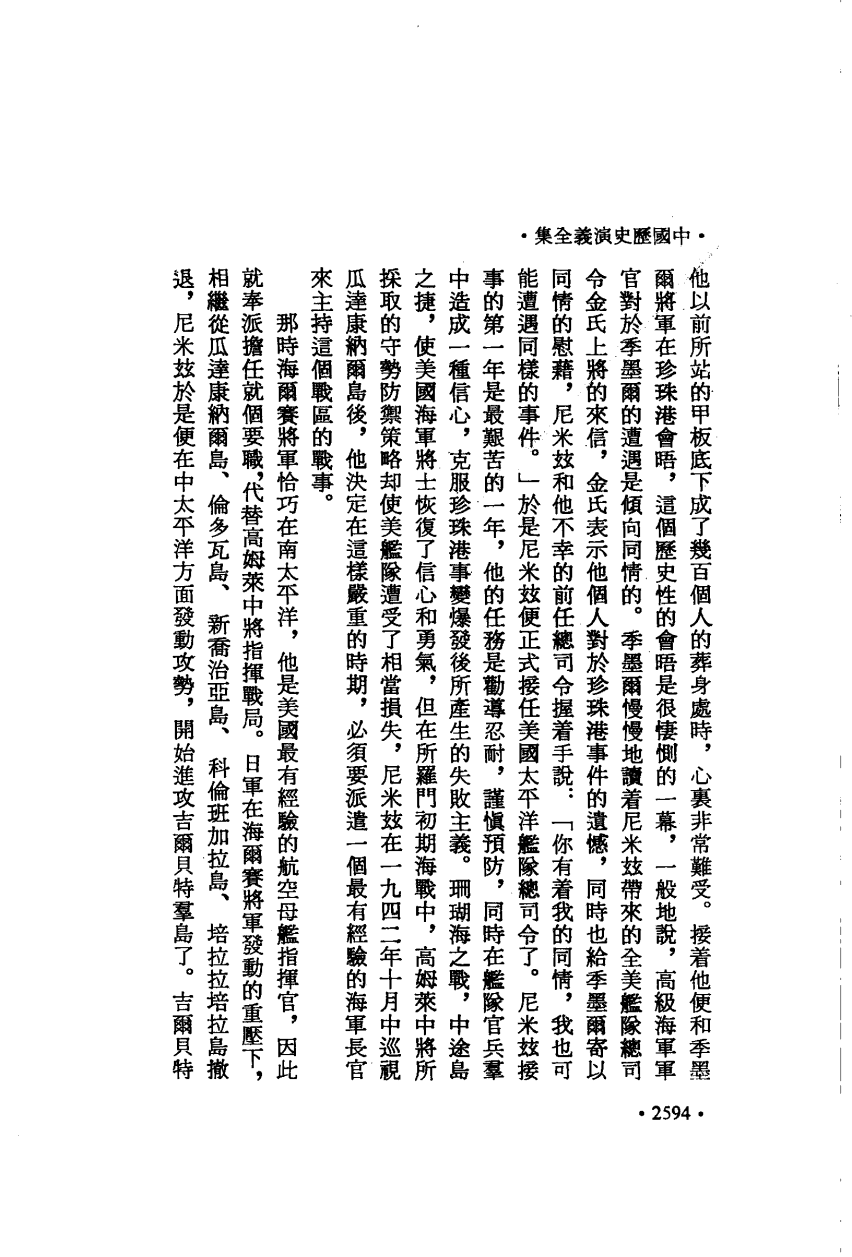 •中國歷史演義全集•
他以前所站的甲板底下成了幾百個人的葬身處時，心裏非常難受。接着他便和季墨
爾將軍在珍珠港會晤，這個歷史性的會晤是很悽惻的一幕，一般地說，高級海軍軍
官對於季墨爾的遭遇是傾向同情的。季墨爾慢慢地讀着尼米玆帶來的全美艦隊總司
令金氏上將的來信，金氏表示他個人對於珍珠港事件的遺憾，同時也給季墨爾寄以
同情的慰藉，尼米玆和他不幸的前任總司令握着手說：「你有着我的同情，我也可
能遭遇同樣的事件。」於是尼米玆便正式接任美國太平洋艦隊總司令了。尼米玆接
事的第一年是最艱苦的一年，他的任務是勸導忍耐，謹愼預防，同時在艦隊官兵羣
中造成一種信心，克服珍珠港事變爆發後所產生的失敗主義。珊瑚海之戰，中途島
之捷，使美國海軍將士恢復了信心和勇氣，但在所羅門初期海戰中，高姆萊中將所
採取的守勢防禦策略却使美艦隊遭受了相當損失，尼米玆在一九四二年十月中巡視
瓜達康納爾島後，他決定在這樣嚴重的時期，必須要派遣一個最有經驗的海軍長官
來主持這個戰區的戰事。
那時海爾賽將軍恰巧在南太平洋，他是美國最有經驗的航空母艦指揮官，因此
就奉派擔任就個要職，代替高姆萊中將指揮戰局。日軍在海爾賽將軍發動的重壓下，
相繼從瓜達康納爾島、倫多瓦島、新喬治亞島、科倫班加拉島、培拉拉培拉島撤
退，尼米玆於是便在中太平洋方面發動攻勢，開始進攻吉爾貝特羣島了。吉爾貝特
•2594•